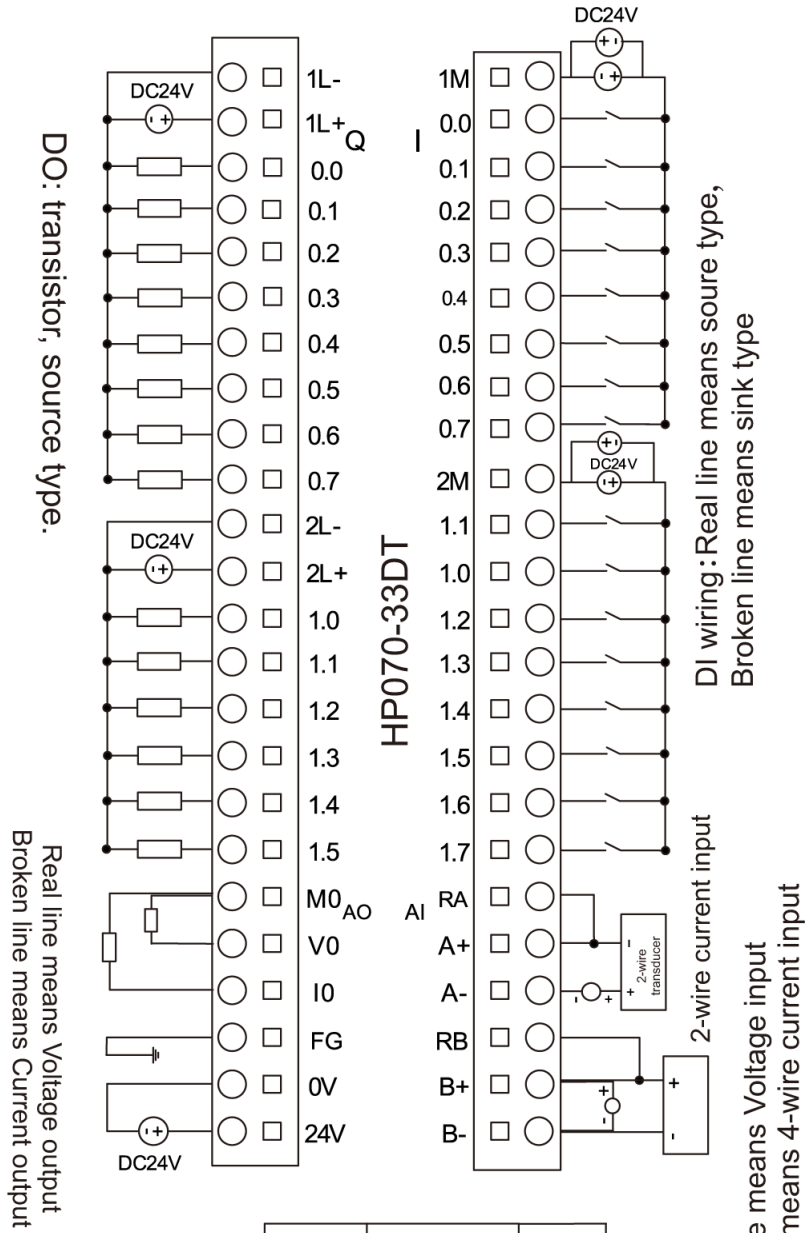 DC24V
1L-
DC24V
1L+
Q
0.0
0.1
0.2
0.3
0.4
0.5
0.6
0.7
2L-
DC24V
2L+
1.0
1.1
1.2
1.3
1.4
1.5
M0
AO
V0
I0
FG
0V
24V
DC24V
DO: transistor, source type.
Real line means Voltage output
Broken line means Current output
HP070-33DT
1M
I
0.0
0.1
0.2
0.3
0.4
0.5
0.6
0.7
DC24V
2M
1.1
1.0
1.2
1.3
1.4
1.5
1.6
1.7
AI
RA
A+
A-
RB
B+
B-
- +
2-wire
transducer
+ -
DI wiring:Real line means soure type,
Broken line means sink type
2-wire current input
means Voltage input
means 4-wire current input